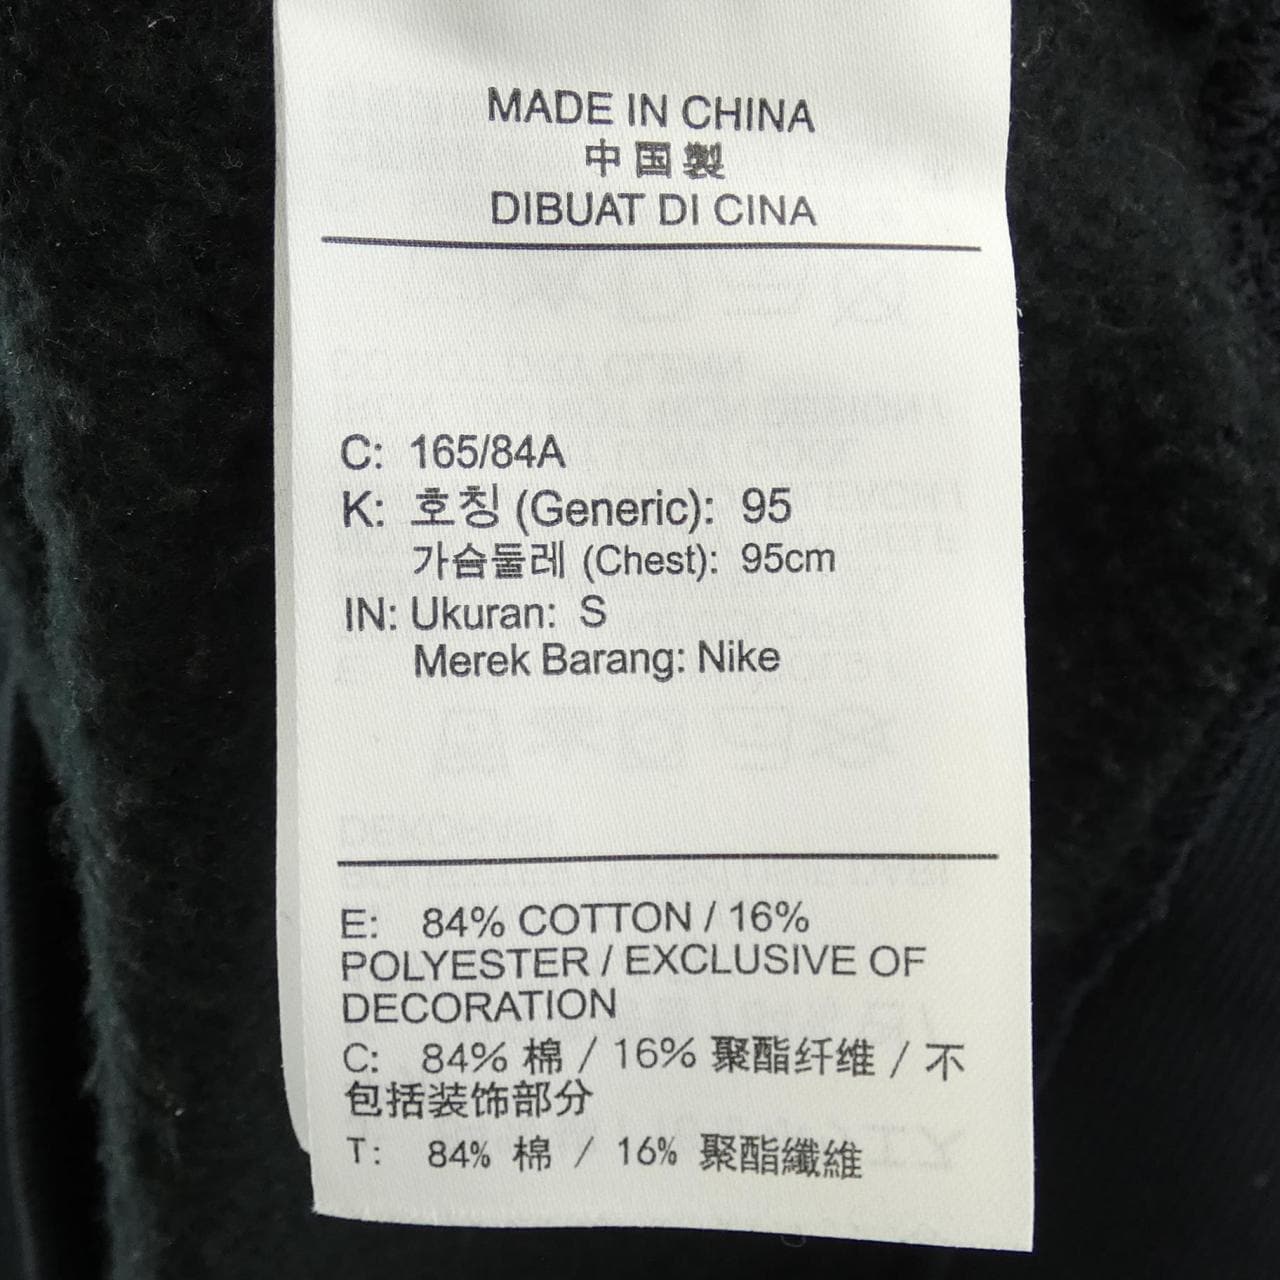 MADE IN CHINA
中国製
DIBUAT DI CINA
C: 165/84A
K: 호칭 (Generic): 95
가슴둘레 (Chest): 95cm
IN: Ukuran: S
Merek Barang: Nike
E: 84% COTTON / 16%
POLYESTER / EXCLUSIVE OF
DECORATION
C: 84% 棉 / 16% 聚酯纤维 / 不
包括装饰部分
T: 84% 棉 / 16% 聚酯纖維